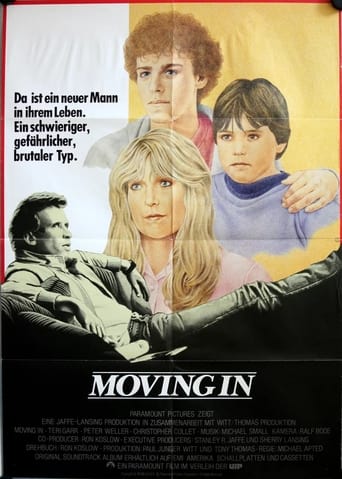 Da ist ein neuer Mann
in ihrem Leben.
Ein schwieriger,
gefährlicher,
brutaler Typ.
MOVING IN
PARAMOUNT PICTURES ZEIGT
EINE JAFFE-LANSING PRODUKTION IN ZUSAMMENARBEIT MIT WITT/THOMAS PRODUKTION
MOVING IN · TERI GARR · PETER WELLER · CHRISTOPHER COLLET · MUSIK MICHAEL SMALL KAMERA RALF BODE
CO-PRODUCER RON KOSLOW · EXECUTIVE PRODUCERS STANLEY R. JAFFE UND SHERRY LANSING
DREHBUCH RON KOSLOW · PRODUKTION PAUL JUNGER WITT UND TONY THOMAS · REGIE MICHAEL APTED
ORIGINAL SOUNDTRACK ALBUM ERHÄLTLICH AUF EMI AMERICA SCHALLPLATTEN UND CASSETTEN
EIN PARAMOUNT FILM IM VERLEIH DER UIP